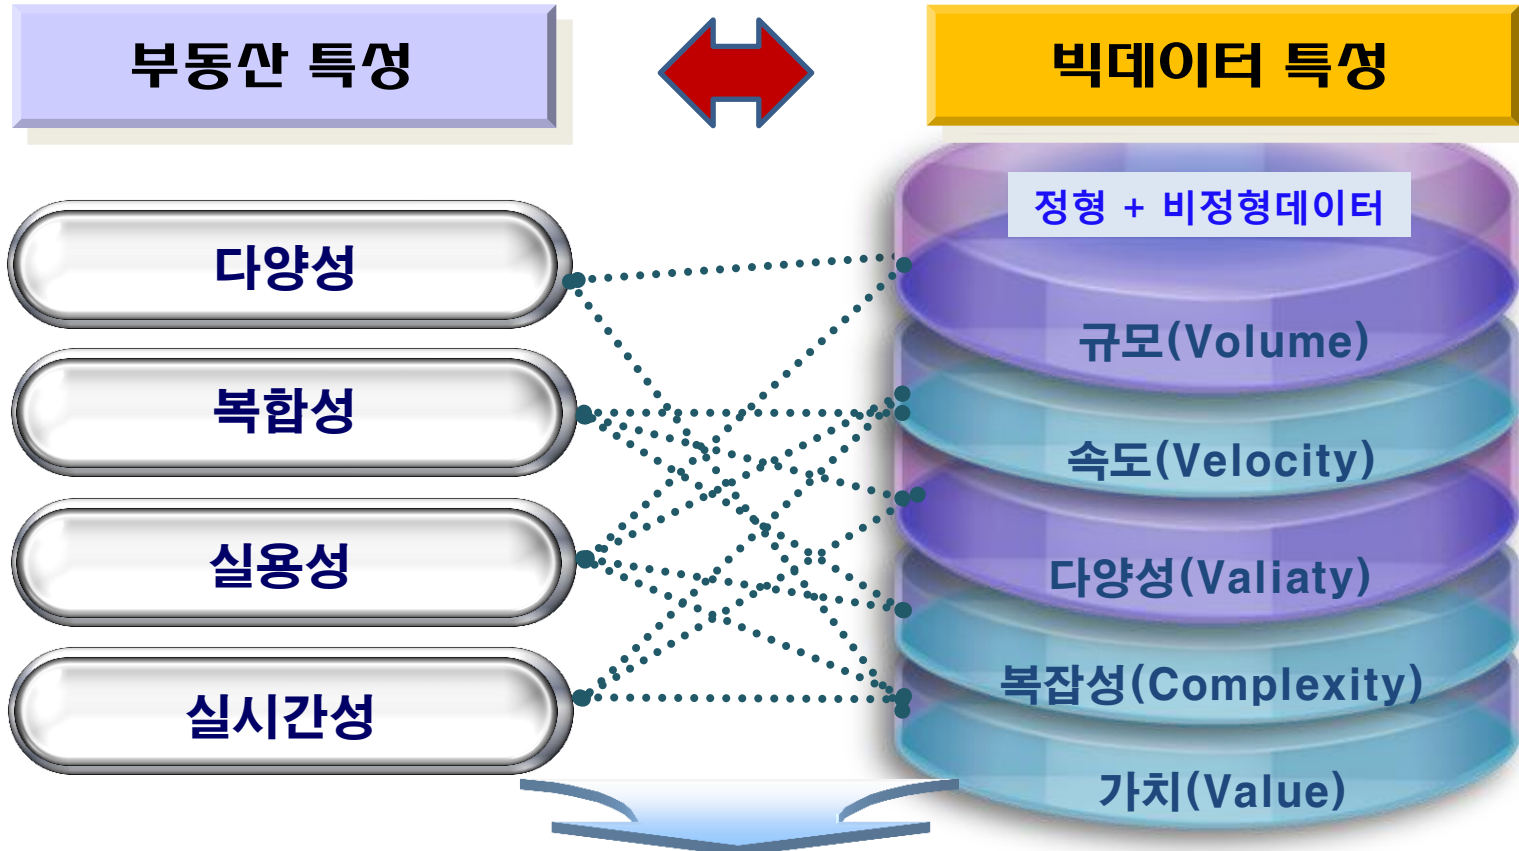 부동산 특성
빅데이터 특성
정형 + 비정형데이터
다양성
복합성
실용성
실시간성
규모(Volume)
속도(Velocity)
다양성(Valiaty)
복잡성(Complexity)
가치(Value)